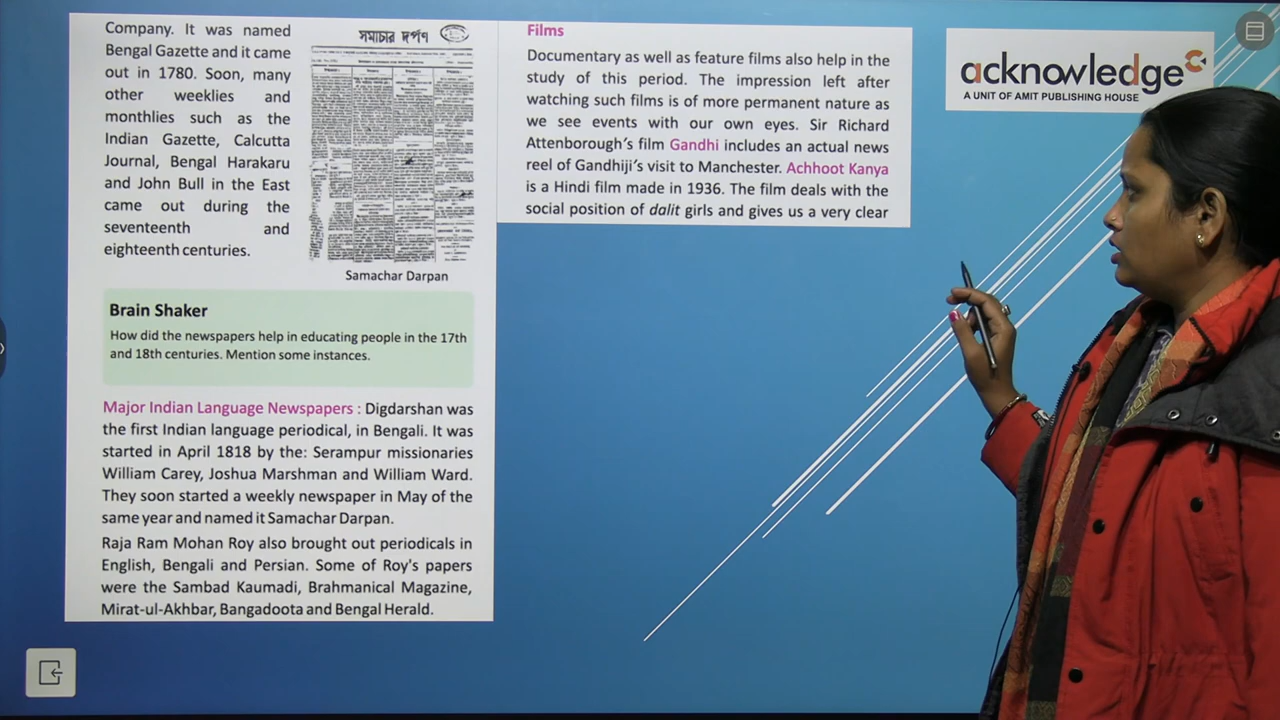 Company. It was named
Bengal Gazette and it came
out in 1780. Soon, many
other weeklies and
monthlies such as the
Indian Gazette, Calcutta
Journal, Bengal Harakaru
and John Bull in the East
came out during the
seventeenth and
eighteenth centuries.
সমাচার দর্পণ
Samachar Darpan
Brain Shaker
How did the newspapers help in educating people in the 17th
and 18th centuries. Mention some instances.
Major Indian Language Newspapers : Digdarshan was
the first Indian language periodical, in Bengali. It was
started in April 1818 by the: Serampur missionaries
William Carey, Joshua Marshman and William Ward.
They soon started a weekly newspaper in May of the
same year and named it Samachar Darpan.
Raja Ram Mohan Roy also brought out periodicals in
English, Bengali and Persian. Some of Roy's papers
were the Sambad Kaumadi, Brahmanical Magazine,
Mirat-ul-Akhbar, Bangadoota and Bengal Herald.
Films
Documentary as well as feature films also help in the
study of this period. The impression left after
watching such films is of more permanent nature as
we see events with our own eyes. Sir Richard
Attenborough's film Gandhi includes an actual news
reel of Gandhiji's visit to Manchester. Achhoot Kanya
is a Hindi film made in 1936. The film deals with the
social position of dalit girls and gives us a very clear
acknowledge
A UNIT OF AMIT PUBLISHING HOUSE